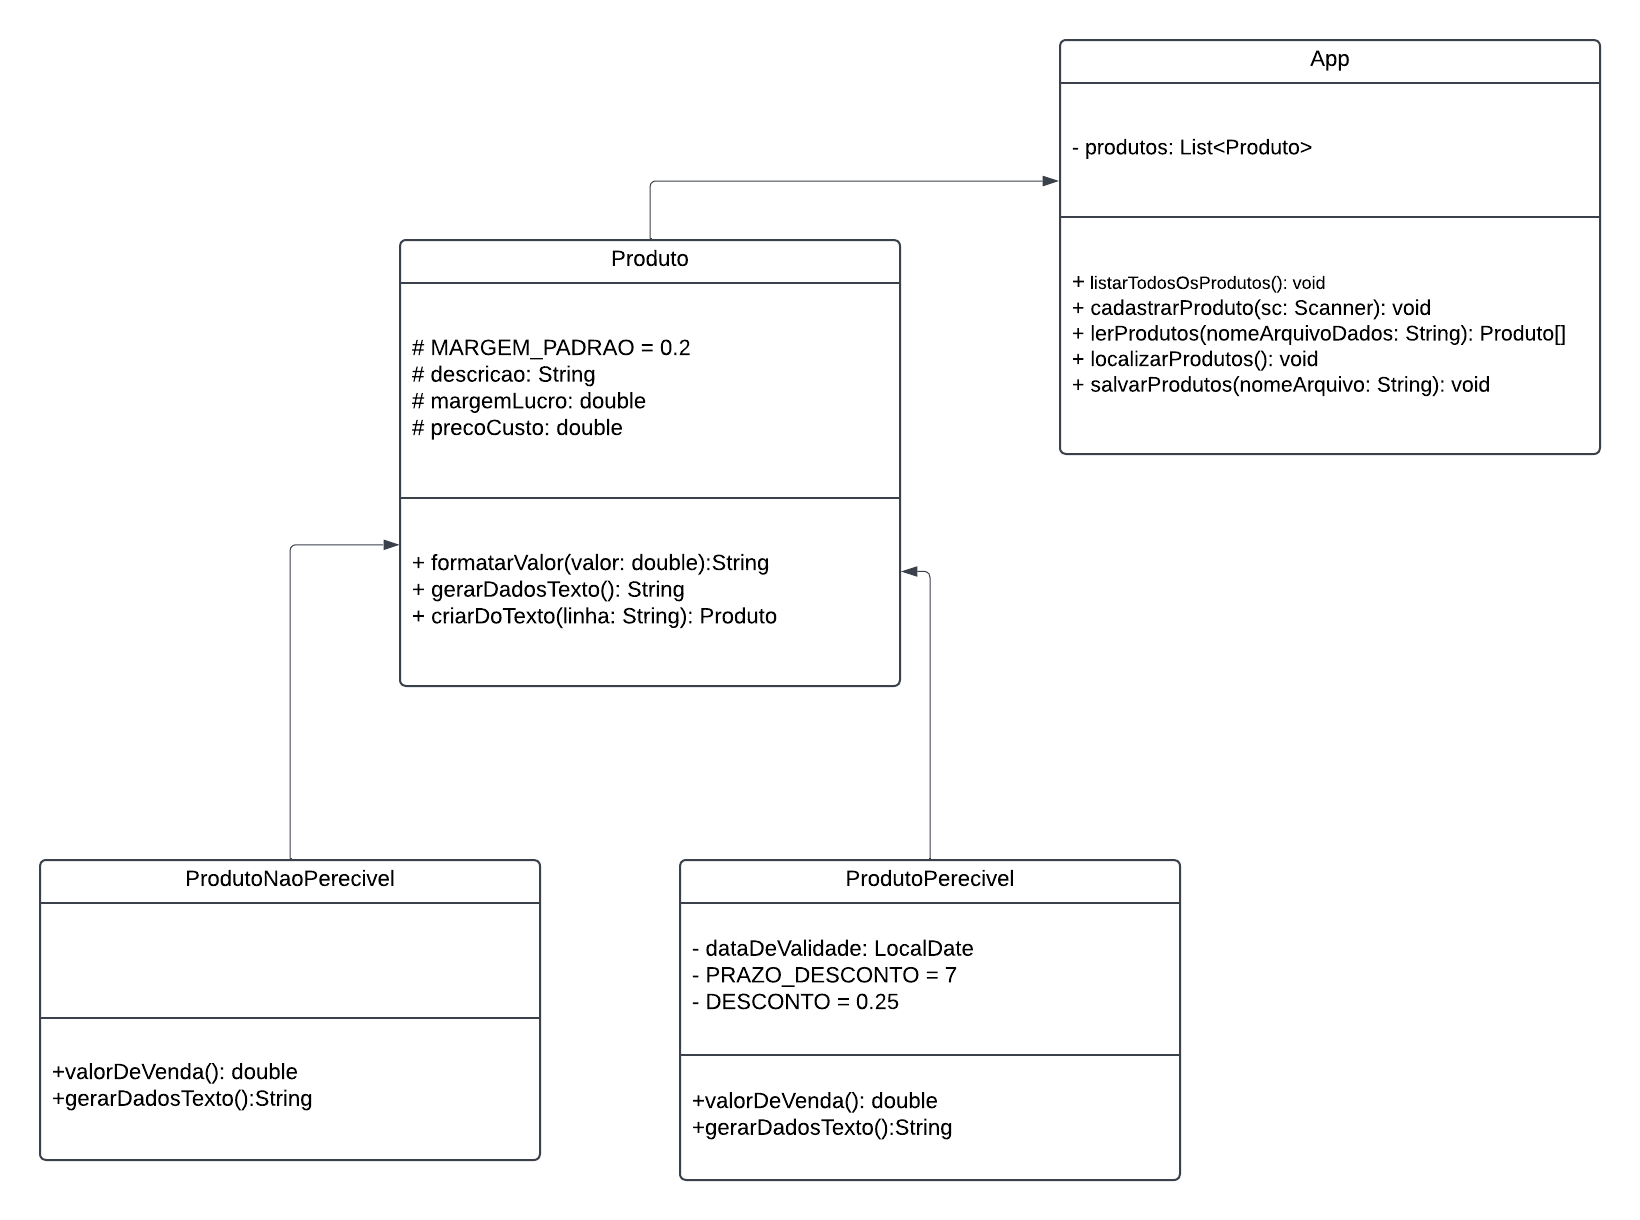 App
- produtos: List<Produto>
+ listarTodosOsProdutos(): void
+ cadastrarProduto(sc: Scanner): void
+ lerProdutos(nomeArquivoDados: String): Produto[]
+ localizarProdutos(): void
+ salvarProdutos(nomeArquivo: String): void
Produto
# MARGEM_PADRAO = 0.2
# descricao: String
# margemLucro: double
# precoCusto: double
+ formatarValor(valor: double):String
+ gerarDadosTexto(): String
+ criarDoTexto(linha: String): Produto
ProdutoNaoPerecivel
+valorDeVenda(): double
+gerarDadosTexto():String
ProdutoPerecivel
- dataDeValidade: LocalDate
- PRAZO_DESCONTO = 7
- DESCONTO = 0.25
+valorDeVenda(): double
+gerarDadosTexto():String